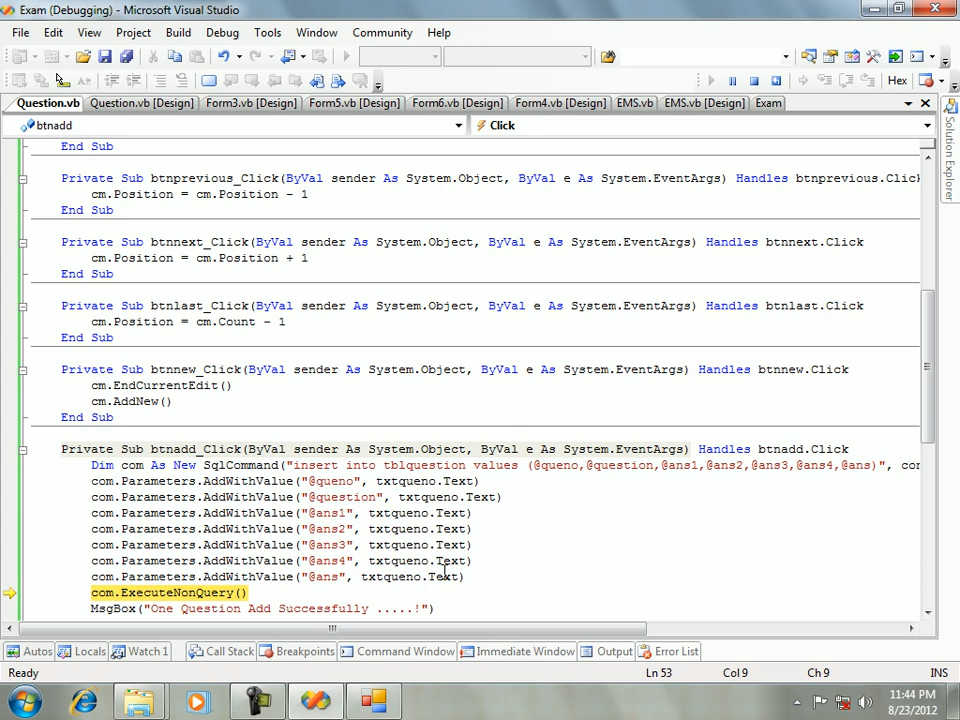 Exam (Debugging) - Microsoft Visual Studio
File Edit View Project Build Debug Tools Window Community Help
Hex
Question.vb Question.vb [Design] Form3.vb [Design] Form5.vb [Design] Form6.vb [Design] Form4.vb [Design] EMS.vb EMS.vb [Design] Exam
btnadd Click
Solution Explorer
End Sub
Private Sub btnprevious_Click(ByVal sender As System.Object, ByVal e As System.EventArgs) Handles btnprevious.Click
cm.Position = cm.Position - 1
End Sub
Private Sub btnnext_Click(ByVal sender As System.Object, ByVal e As System.EventArgs) Handles btnnext.Click
cm.Position = cm.Position + 1
End Sub
Private Sub btnlast_Click(ByVal sender As System.Object, ByVal e As System.EventArgs) Handles btnlast.Click
cm.Position = cm.Count - 1
End Sub
Private Sub btnnew_Click(ByVal sender As System.Object, ByVal e As System.EventArgs) Handles btnnew.Click
cm.EndCurrentEdit()
cm.AddNew()
End Sub
Private Sub btnadd_Click(ByVal sender As System.Object, ByVal e As System.EventArgs) Handles btnadd.Click
Dim com As New SqlCommand("insert into tblquestion values (@queno,@question,@ans1,@ans2,@ans3,@ans4,@ans)", con
com.Parameters.AddWithValue("@queno", txtqueno.Text)
com.Parameters.AddWithValue("@question", txtqueno.Text)
com.Parameters.AddWithValue("@ans1", txtqueno.Text)
com.Parameters.AddWithValue("@ans2", txtqueno.Text)
com.Parameters.AddWithValue("@ans3", txtqueno.Text)
com.Parameters.AddWithValue("@ans4", txtqueno.Text)
com.Parameters.AddWithValue("@ans", txtqueno.Text)
com.ExecuteNonQuery()
MsgBox("One Question Add Successfully .....!")
Autos Locals Watch 1 Call Stack Breakpoints Command Window Immediate Window Output Error List
Ready Ln 53 Col 9 Ch 9 INS
11:44 PM
8/23/2012